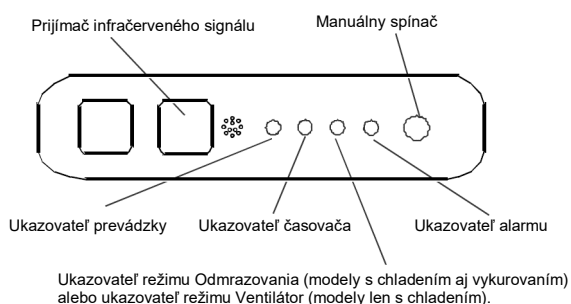 Prijímač infračerveného signálu
Manuálny spínač
Ukazovateľ prevádzky
Ukazovateľ časovača
Ukazovateľ alarmu
Ukazovateľ režimu Odmrazovania (modely s chladením aj vykurovaním)
alebo ukazovateľ režimu Ventilátor (modely len s chladením).